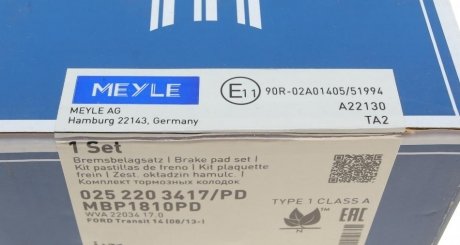 MEYLE
MEYLE AG
Hamburg 22143, Germany
E11 90R-02A01405/51994
A22130
TA2
1 Set
Bremsbelagsatz | Brake pad set |
Kit pastillas de freno | Kit plaquette
frein | Zest. okładzin hamulc. |
Комплект тормозных колодок
025 220 3417/PD
MBP1810PD
WVA 22034 17.0
FORD Transit 14 (08/13-)
TYPE 1 CLASS A
EAC